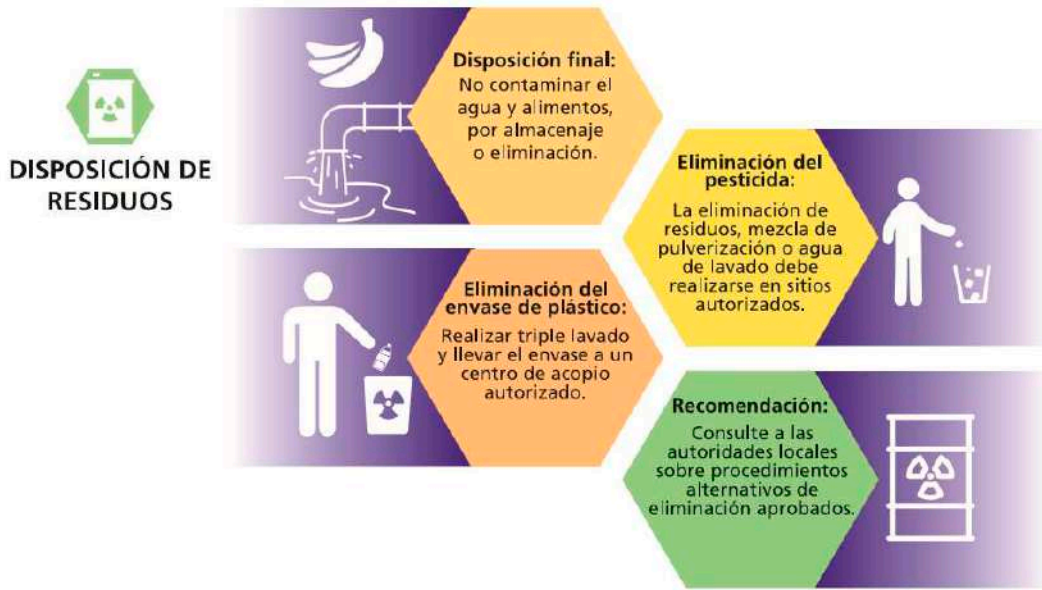 DISPOSICIÓN DE
RESIDUOS
Disposición final:
No contaminar el
agua y alimentos,
por almacenaje
o eliminación.
Eliminación del
pesticida:
La eliminación de
residuos, mezcla de
pulverización o agua
de lavado debe
realizarse en sitios
autorizados.
Eliminación del
envase de plástico:
Realizar triple lavado
y llevar el envase a un
centro de acopio
autorizado.
Recomendación:
Consulte a las
autoridades locales
sobre procedimientos
alternativos de
eliminación aprobados.